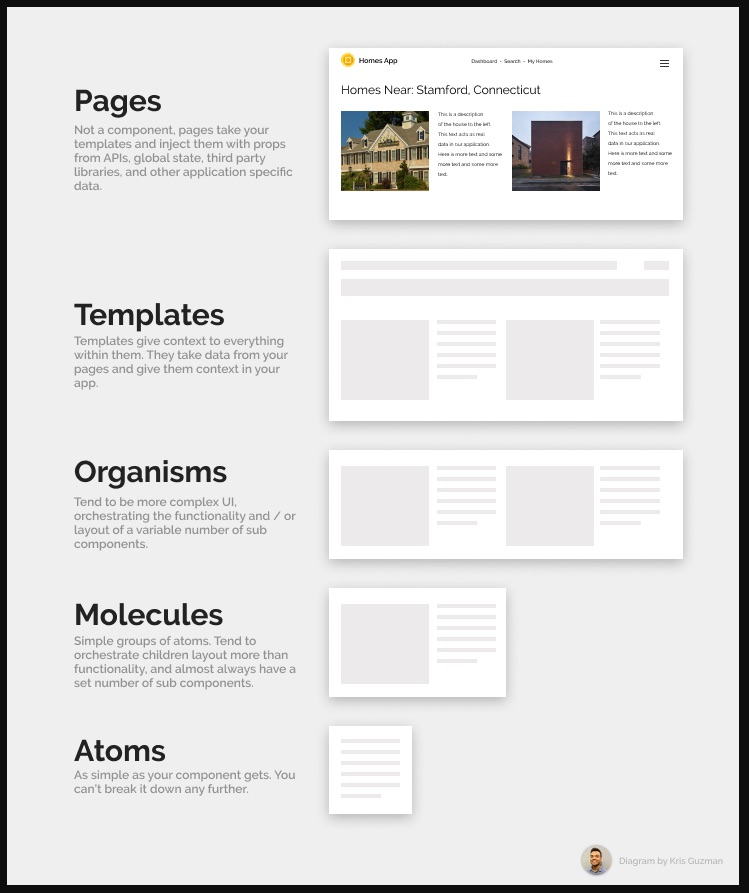 Homes App
Dashboard - Search - My Homes
Homes Near: Stamford, Connecticut
Pages
Not a component, pages take your
templates and inject them with props
from APIs, global state, third party
libraries, and other application specific
data.
This is a description
of the house to the left.
This text acts as real
data in our application.
Here is more text and some
more text and some more
text.
This is a description
of the house to the left.
This text acts as real
data in our application.
Here is more text and some
more text and some more
text.
Templates
Templates give context to everything
within them. They take data from your
pages and give them context in your
app.
Organisms
Tend to be more complex UI,
orchestrating the functionality and / or
layout of a variable number of sub
components.
Molecules
Simple groups of atoms. Tend to
orchestrate children layout more than
functionality, and almost always have a
set number of sub components.
Atoms
As simple as your component gets. You
can't break it down any further.
Diagram by Kris Guzman